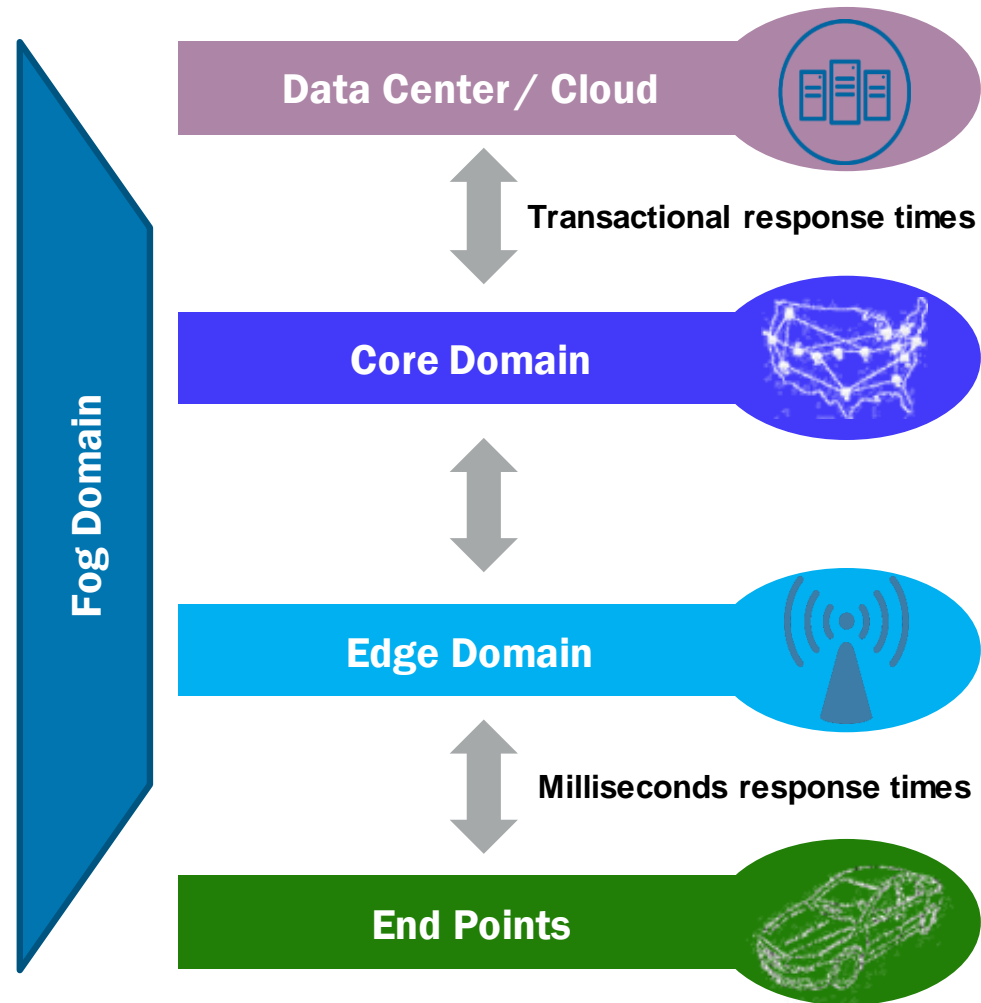 Data Center / Cloud
Transactional response times
Core Domain
Fog Domain
Edge Domain
Milliseconds response times
End Points